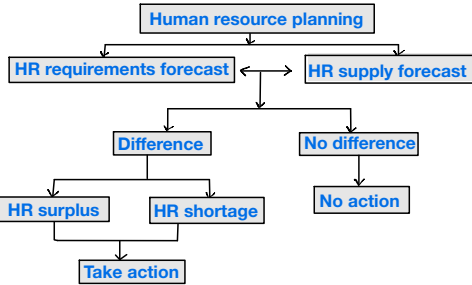 Human resource planning
HR requirements forecast
HR supply forecast
Difference
No difference
HR surplus
HR shortage
No action
Take action